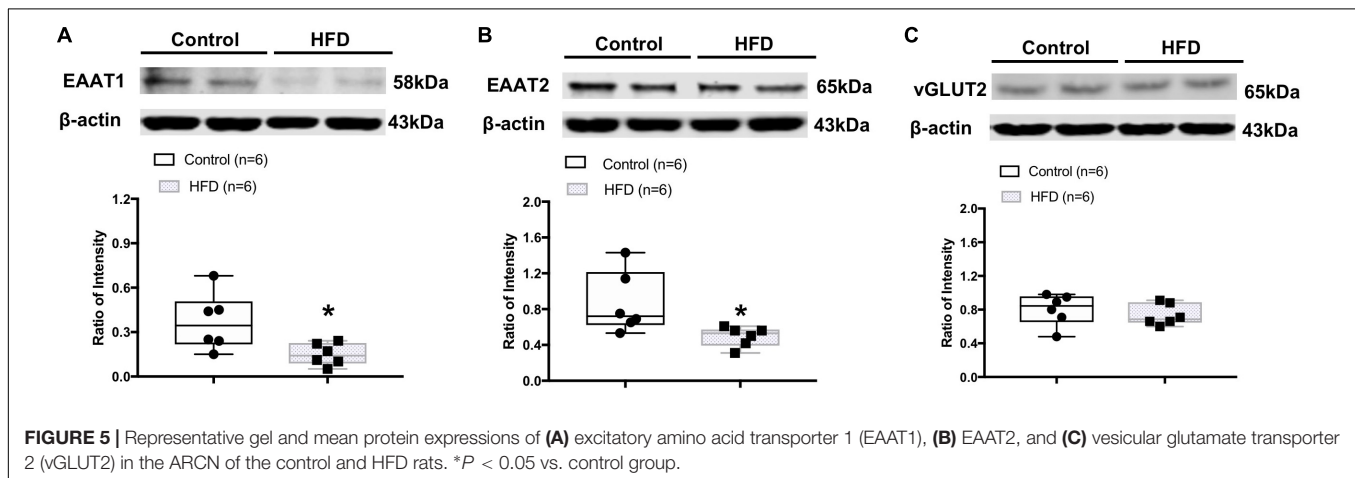 A
Control HFD
EAAT1 58kDa
β-actin 43kDa
Control (n=6)
HFD (n=6)
Ratio of Intensity
1.2
0.9
0.6
0.3
0.0
*
B
Control HFD
EAAT2 65kDa
β-actin 43kDa
Control (n=6)
HFD (n=6)
Ratio of Intensity
2.0
1.6
1.2
0.8
0.4
0.0
*
C
Control HFD
vGLUT2 65kDa
β-actin 43kDa
Control (n=6)
HFD (n=6)
Ratio of Intensity
2.0
1.6
1.2
0.8
0.4
0.0
FIGURE 5 | Representative gel and mean protein expressions of (A) excitatory amino acid transporter 1 (EAAT1), (B) EAAT2, and (C) vesicular glutamate transporter
2 (vGLUT2) in the ARCN of the control and HFD rats. *P < 0.05 vs. control group.